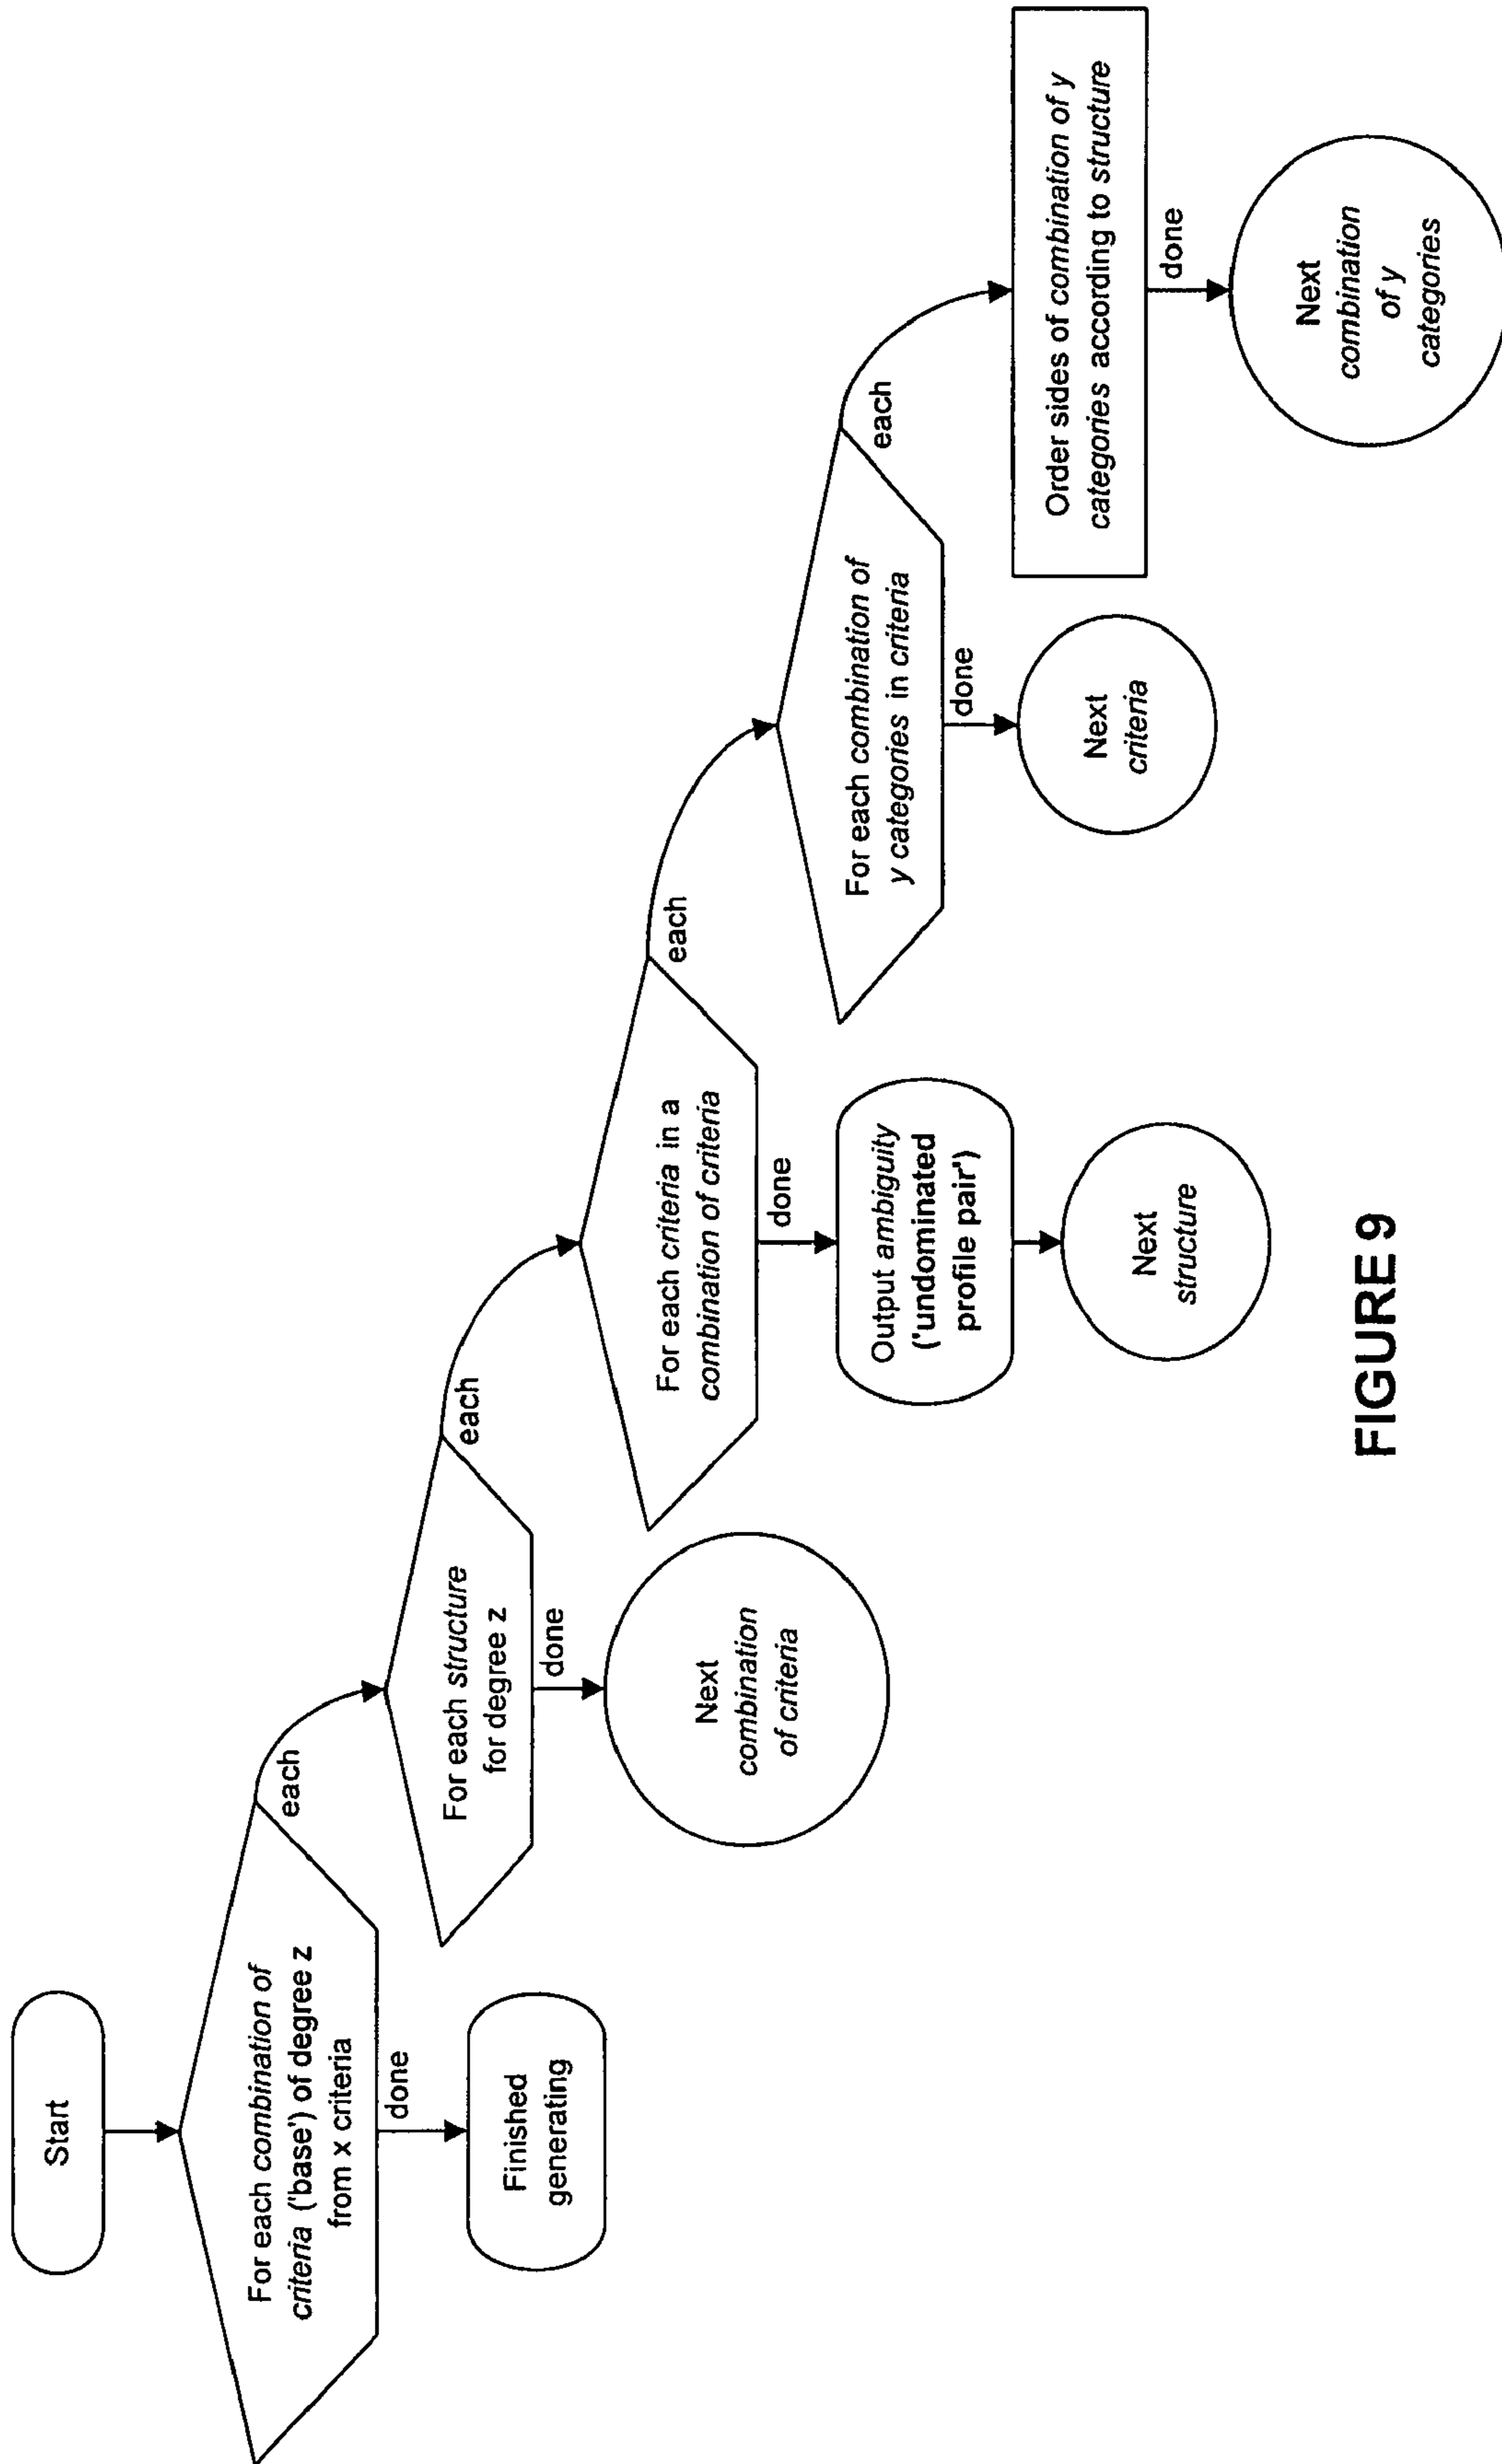 Start
For each combination of
criteria ('base') of degree z
from x criteria
each
done
Finished
generating
For each structure
for degree z
each
done
Next
combination
of criteria
For each criteria in a
combination of criteria
each
done
Output ambiguity
('undominated
profile pair')
Next
structure
For each combination of
y categories in criteria
each
done
Next
criteria
Order sides of combination of y
categories according to structure
done
Next
combination
of y
categories
FIGURE 9